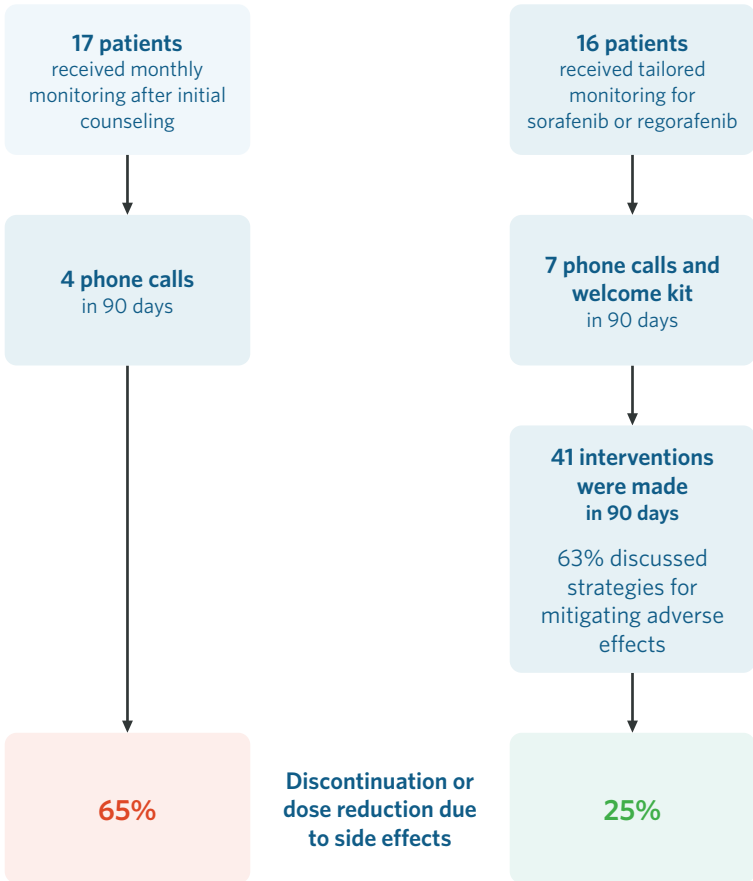 17 patients
received monthly
monitoring after initial
counseling
16 patients
received tailored
monitoring for
sorafenib or regorafenib
4 phone calls
in 90 days
7 phone calls and
welcome kit
in 90 days
41 interventions
were made
in 90 days
63% discussed
strategies for
mitigating adverse
effects
65%
Discontinuation or
dose reduction due
to side effects
25%